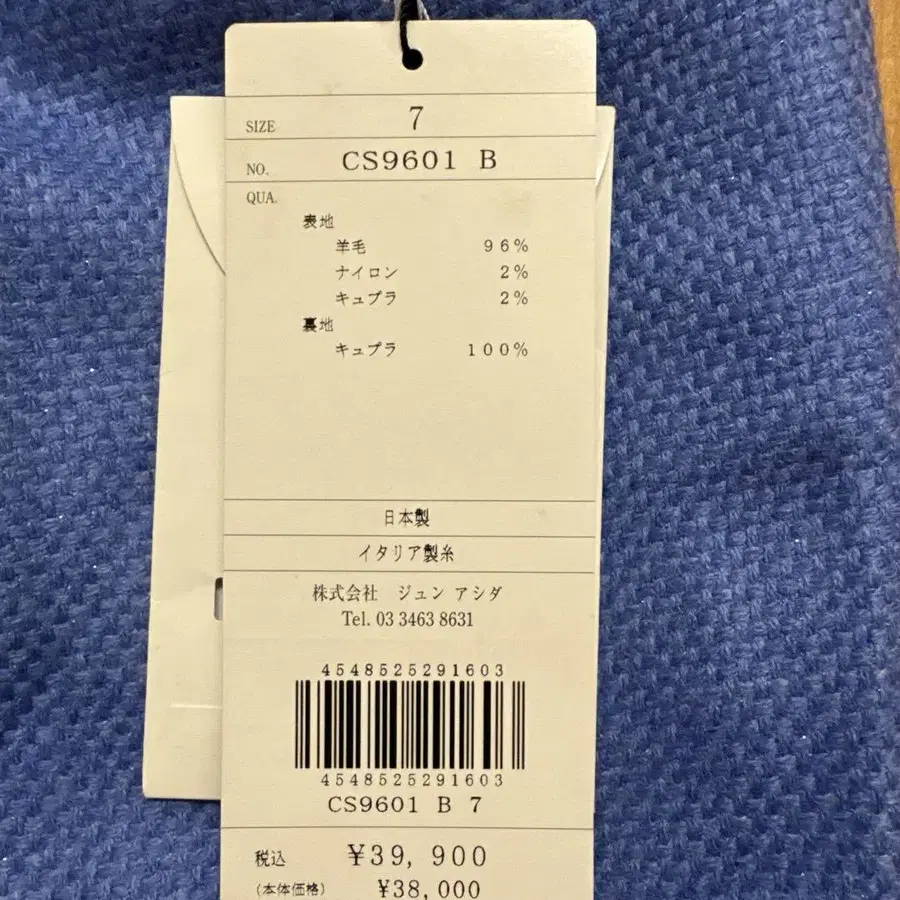 SIZE 7
NO. CS9601 B
QUA.
表地
羊毛 96%
ナイロン 2%
キュプラ 2%
裏地
キュプラ 100%
日本製
イタリア製糸
株式会社 ジュン アシダ
Tel. 03 3463 8631
4548525291603
4548525291603
CS9601 B 7
税込 ¥39,900
(本体価格) ¥38,000